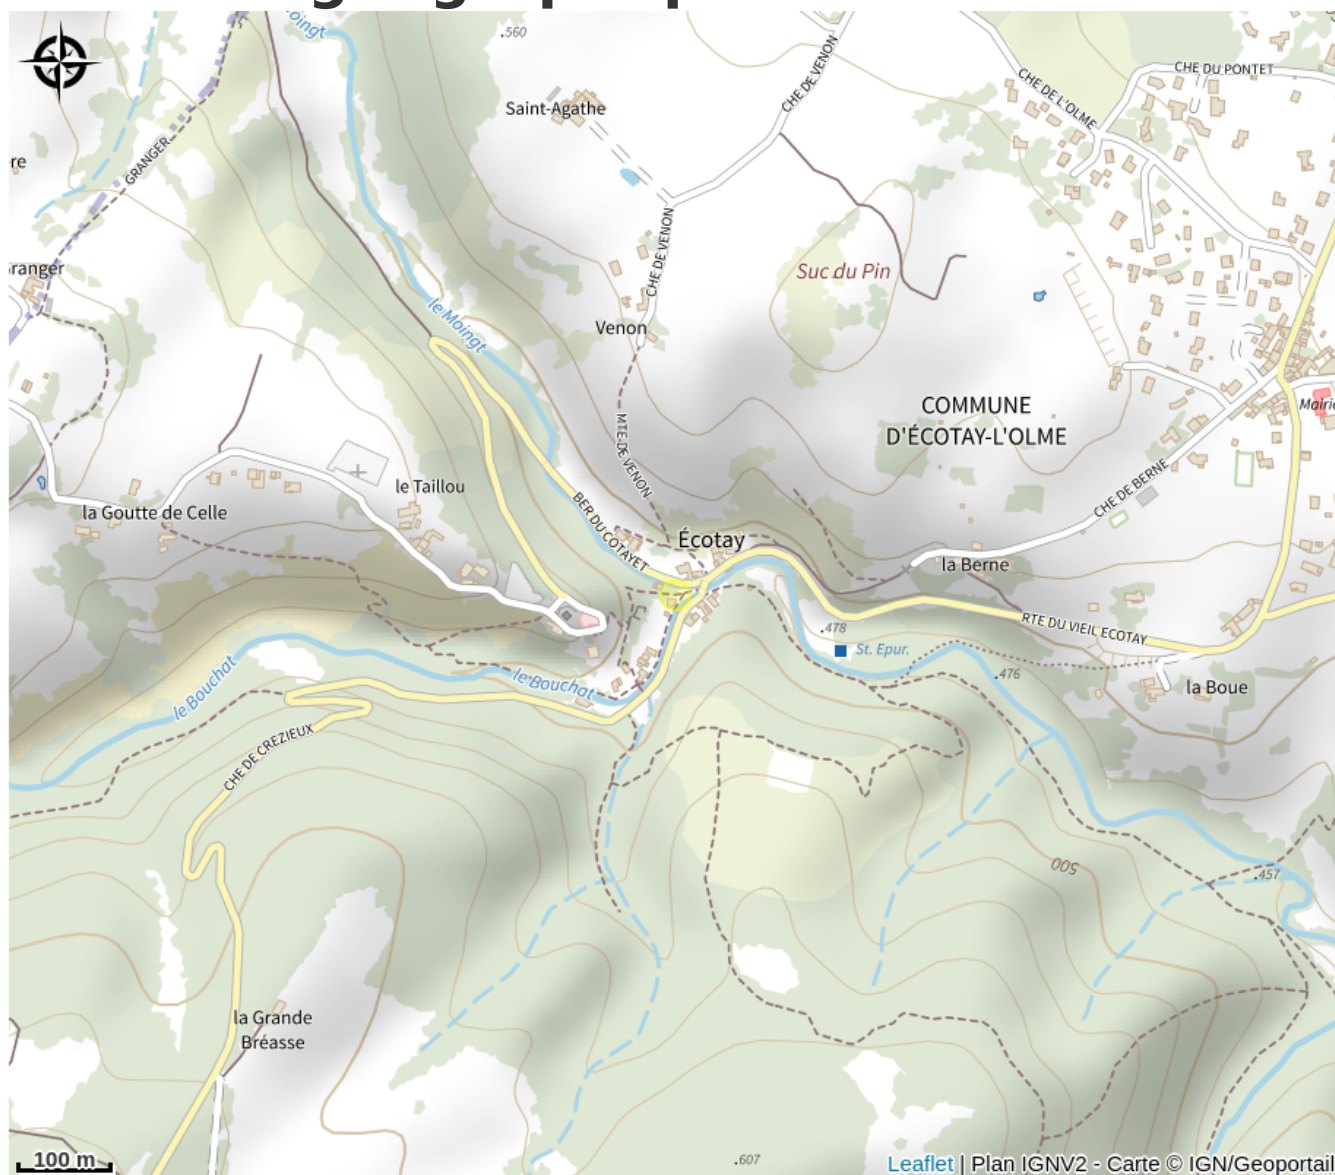 Moingt
.560
CHE DE VENON
CHE DE L'OLME
CHE DU PONTET
Saint-Agathe
GRANGER
re
CHE DE VENON
Suc du Pin
Granger
le Moingt
Venon
COMMUNE
D'ÉCOTAY-L'OLME
Mairie
MTE DE VENON
le Taillou
CHE DE BERNE
la Goutte de Celle
BER DU COTAYET
Écotay
la Berne
.478
RTE DU VIEIL ECOTAY
St. Epur.
.476
le Bouchat
le Bouchat
la Boue
CHE DE CREZIEUX
500
.457
la Grande
Bréasse
.607
100 m
Leaflet | Plan IGNV2 - Carte © IGN/Geoportail